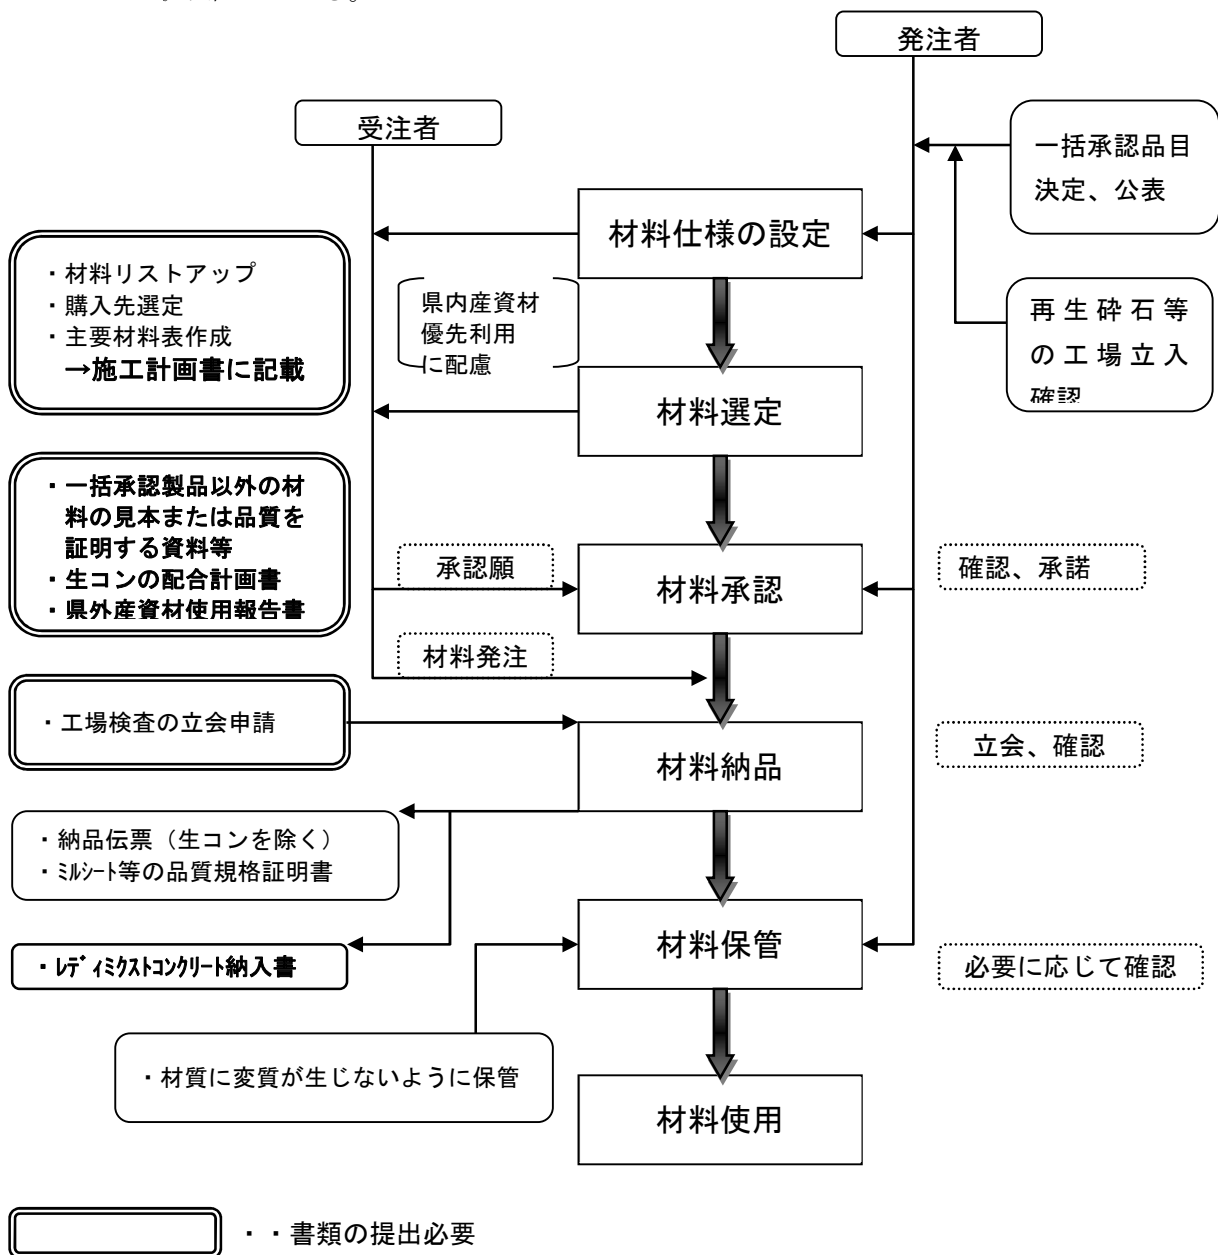 発注者
受注者
一括承認品目
決定、公表
材料仕様の設定
・材料リストアップ
・購入先選定
・主要材料表作成
→施工計画書に記載
県内産資材
優先利用
に配慮
再生砕石等
の工場立入
確認
材料選定
・一括承認製品以外の材
料の見本または品質を
証明する資料等
・生コンの配合計画書
・県外産資材使用報告書
承認願
材料承認
確認、承諾
材料発注
・工場検査の立会申請
材料納品
立会、確認
・納品伝票（生コンを除く）
・ﾐﾙｼｰﾄ等の品質規格証明書
材料保管
・ﾚﾃﾞｨﾐｸｽﾄｺﾝｸﾘｰﾄ納入書
必要に応じて確認
・材質に変質が生じないように保管
材料使用
・・書類の提出必要